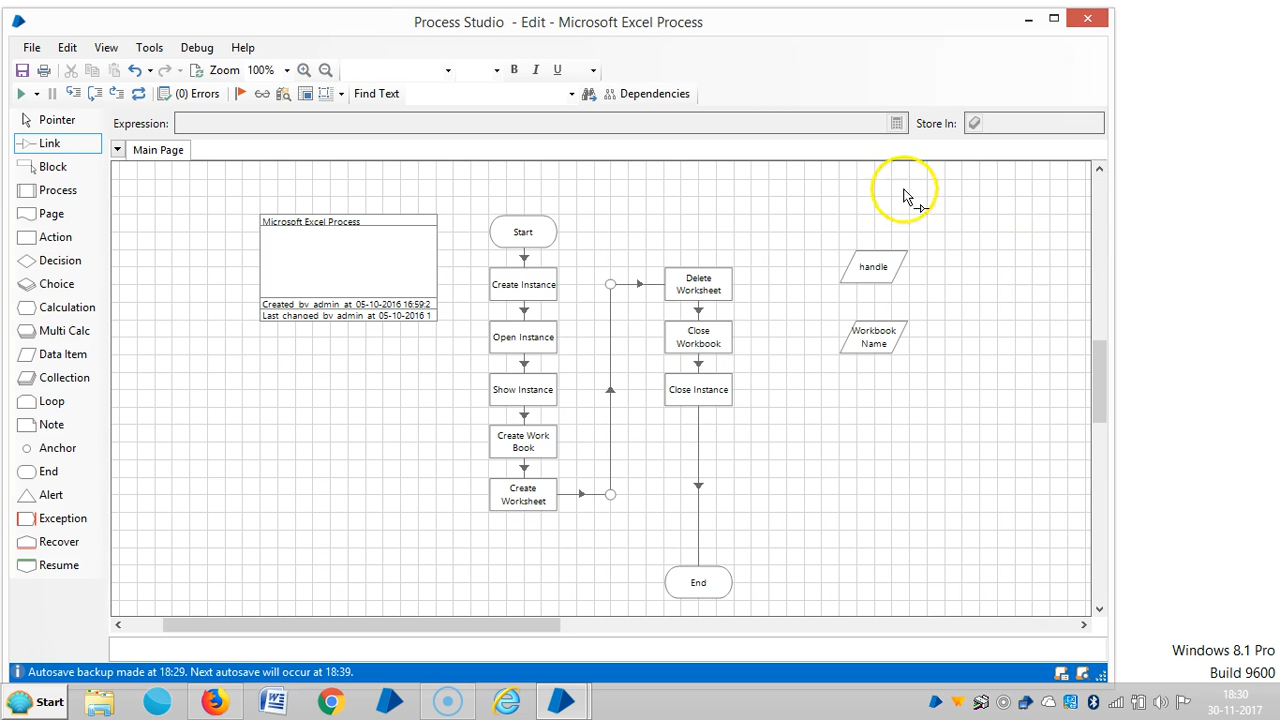 Process Studio - Edit - Microsoft Excel Process
File Edit View Tools Debug Help
Zoom 100% B I U
(0) Errors Find Text Dependencies
Pointer
Link
Block
Process
Page
Action
Decision
Choice
Calculation
Multi Calc
Data Item
Collection
Loop
Note
Anchor
End
Alert
Exception
Recover
Resume
Expression: Store In:
Main Page
Microsoft Excel Process
Created by admin at 05-10-2016 16:59:2
Last changed by admin at 05-10-2016 1
Start
Create Instance
Open Instance
Show Instance
Create Work
Book
Create
Worksheet
Delete
Worksheet
Close
Workbook
Close Instance
End
handle
Workbook
Name
Autosave backup made at 18:29. Next autosave will occur at 18:39.
Windows 8.1 Pro
Build 9600
Start
18:30
30-11-2017